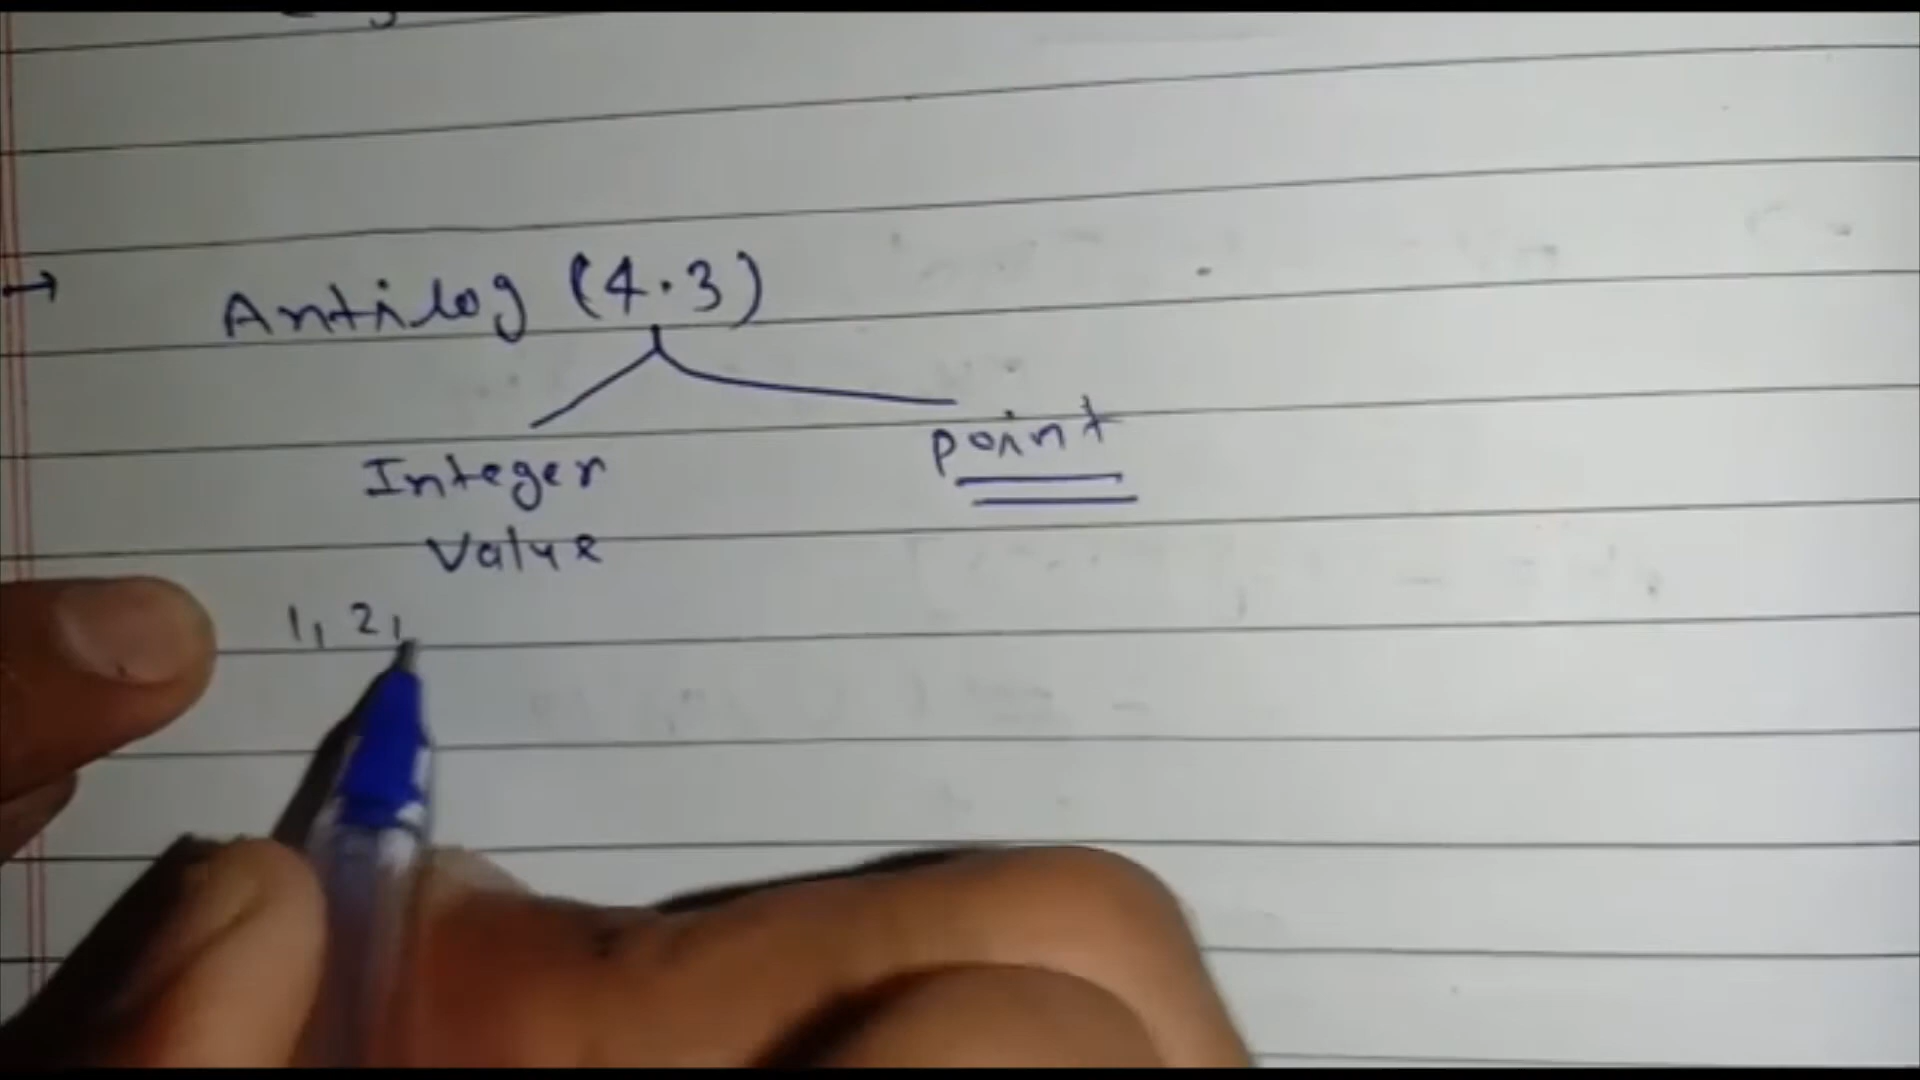 → Antilog (4.3)
Integer point
Value
1, 2,